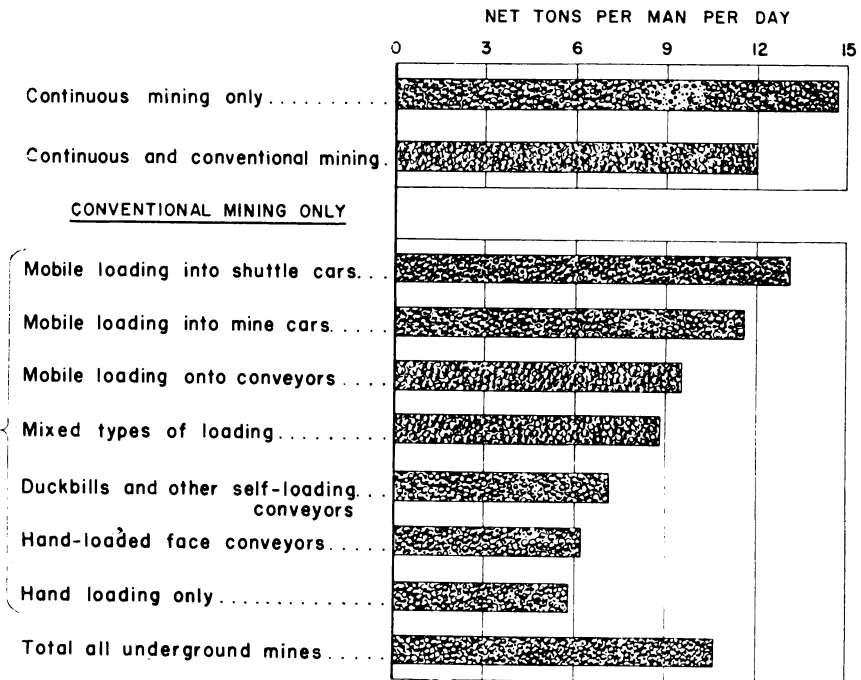 NET TONS PER MAN PER DAY
0 3 6 9 12 15
Continuous mining only..........
Continuous and conventional mining.
CONVENTIONAL MINING ONLY
Mobile loading into shuttle cars...
Mobile loading into mine cars.....
Mobile loading onto conveyors ....
Mixed types of loading.........
Duckbills and other self-loading...
conveyors
Hand-loaded face conveyors.....
Hand loading only..............
Total all underground mines.....